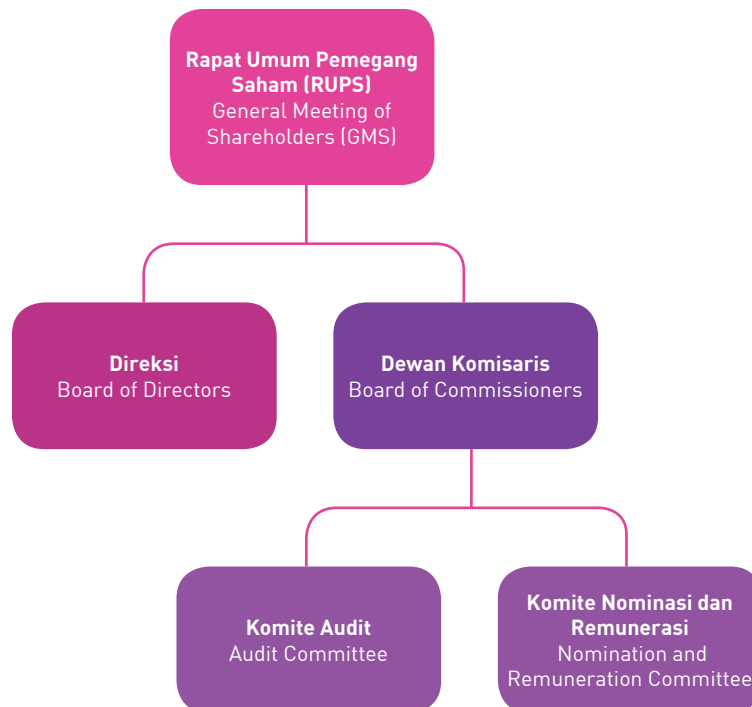 Rapat Umum Pemegang
Saham (RUPS)
General Meeting of
Shareholders (GMS)
Direksi
Board of Directors
Dewan Komisaris
Board of Commissioners
Komite Audit
Audit Committee
Komite Nominasi dan
Remunerasi
Nomination and
Remuneration Committee